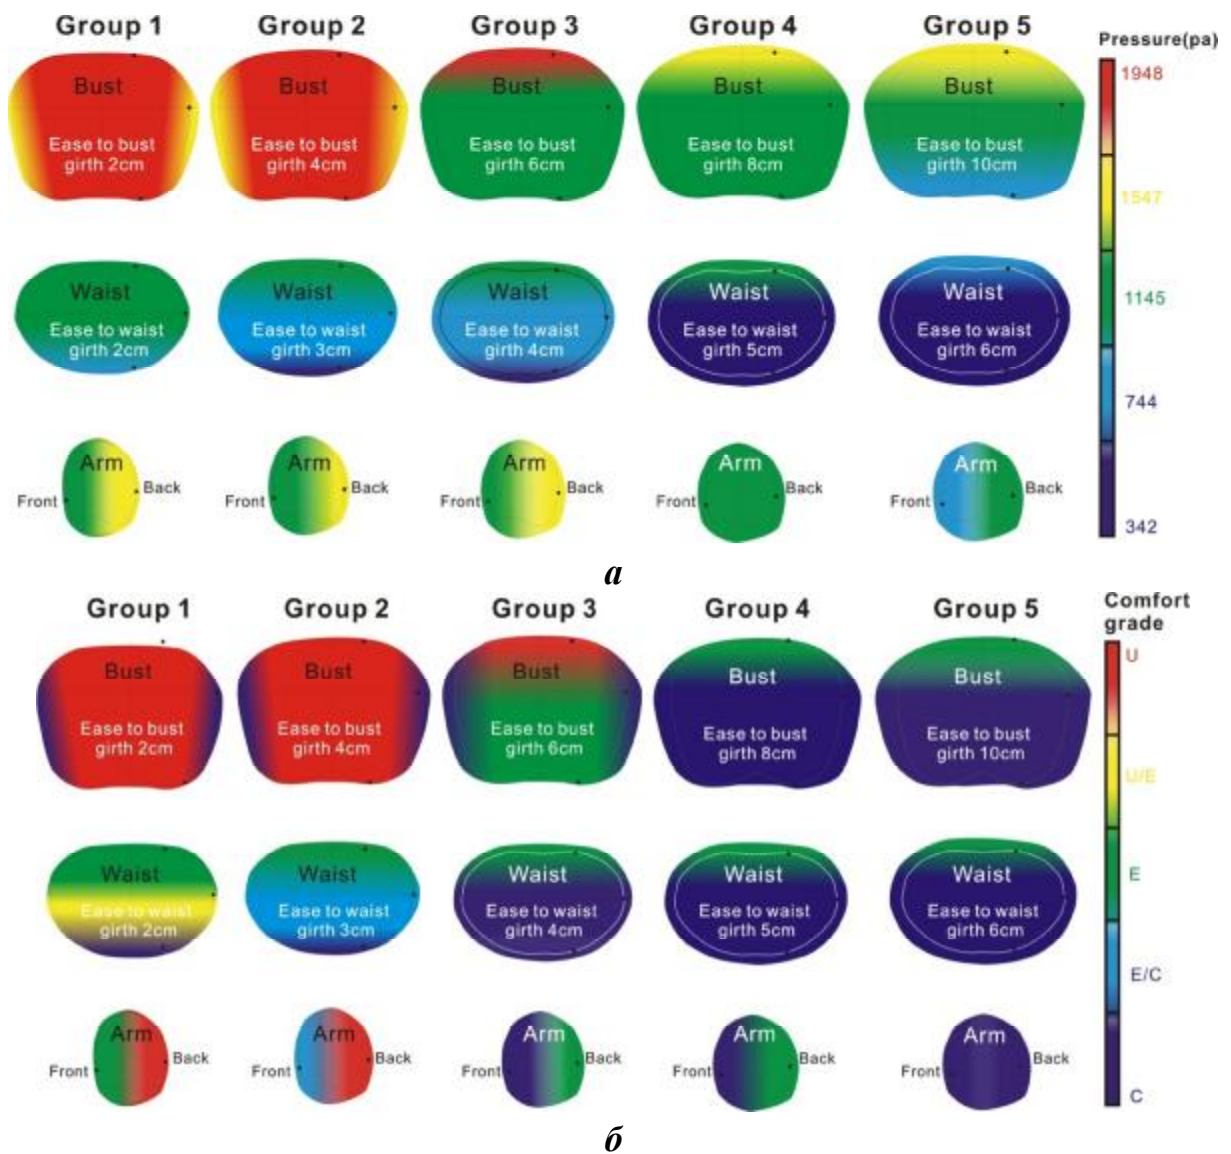 Group 1 Group 2 Group 3 Group 4 Group 5
Pressure(pa)
Bust Bust Bust Bust Bust
Ease to bust girth 2cm
Ease to bust girth 4cm
Ease to bust girth 6cm
Ease to bust girth 8cm
Ease to bust girth 10cm
1948
1547
1145
744
342
Waist Waist Waist Waist Waist
Ease to waist girth 2cm
Ease to waist girth 3cm
Ease to waist girth 4cm
Ease to waist girth 5cm
Ease to waist girth 6cm
Arm Arm Arm Arm Arm
Front Back Front Back Front Back Front Back Front Back
а
Group 1 Group 2 Group 3 Group 4 Group 5
Comfort
grade
Bust Bust Bust Bust Bust
Ease to bust girth 2cm
Ease to bust girth 4cm
Ease to bust girth 6cm
Ease to bust girth 8cm
Ease to bust girth 10cm
U
U/E
E
E/C
C
Waist Waist Waist Waist Waist
Ease to waist girth 2cm
Ease to waist girth 3cm
Ease to waist girth 4cm
Ease to waist girth 5cm
Ease to waist girth 6cm
Arm Arm Arm Arm Arm
Front Back Front Back Front Back Front Back Front Back
б